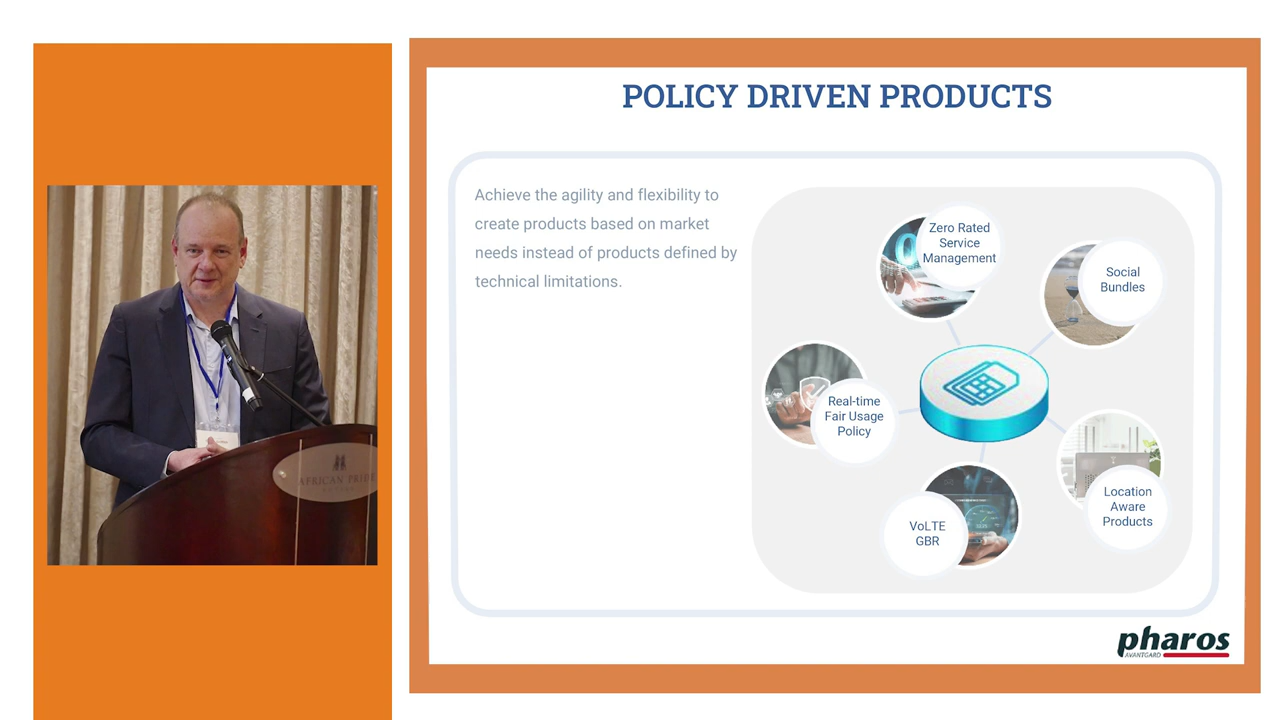 POLICY DRIVEN PRODUCTS
Achieve the agility and flexibility to
create products based on market
needs instead of products defined by
technical limitations.
Zero Rated
Service
Management
Social
Bundles
Real-time
Fair Usage
Policy
Location
Aware
Products
VoLTE
GBR
AFRICAN PRIDE
pharos
AVANTGARD